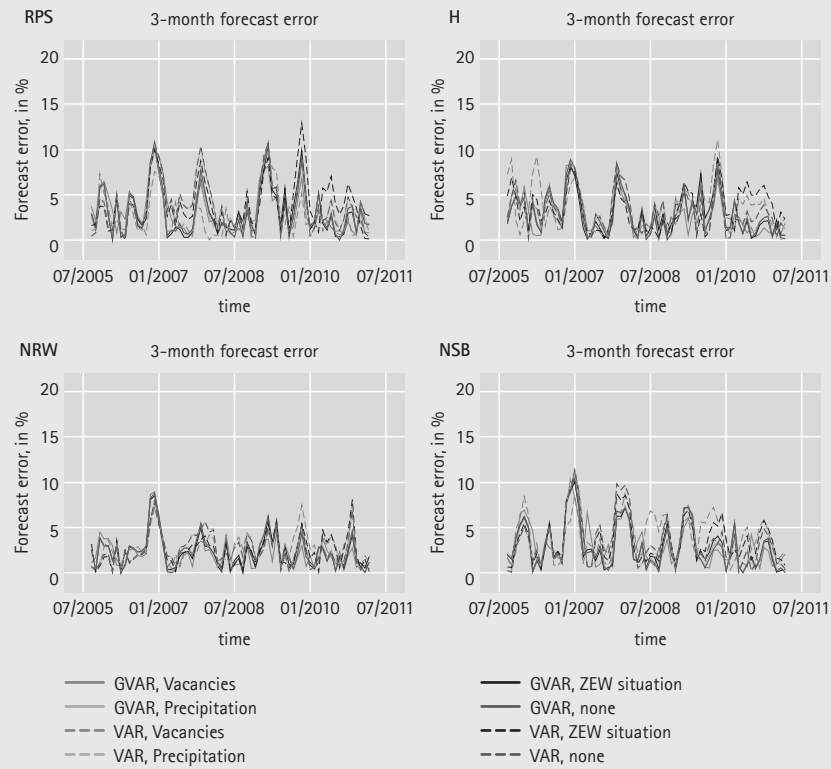 RPS 3-month forecast error
Forecast error, in %
20
15
10
5
0
07/2005 01/2007 07/2008 01/2010 07/2011
time
H 3-month forecast error
Forecast error, in %
20
15
10
5
0
07/2005 01/2007 07/2008 01/2010 07/2011
time
NRW 3-month forecast error
Forecast error, in %
20
15
10
5
0
07/2005 01/2007 07/2008 01/2010 07/2011
time
NSB 3-month forecast error
Forecast error, in %
20
15
10
5
0
07/2005 01/2007 07/2008 01/2010 07/2011
time
GVAR, Vacancies
GVAR, Precipitation
VAR, Vacancies
VAR, Precipitation
GVAR, ZEW situation
GVAR, none
VAR, ZEW situation
VAR, none